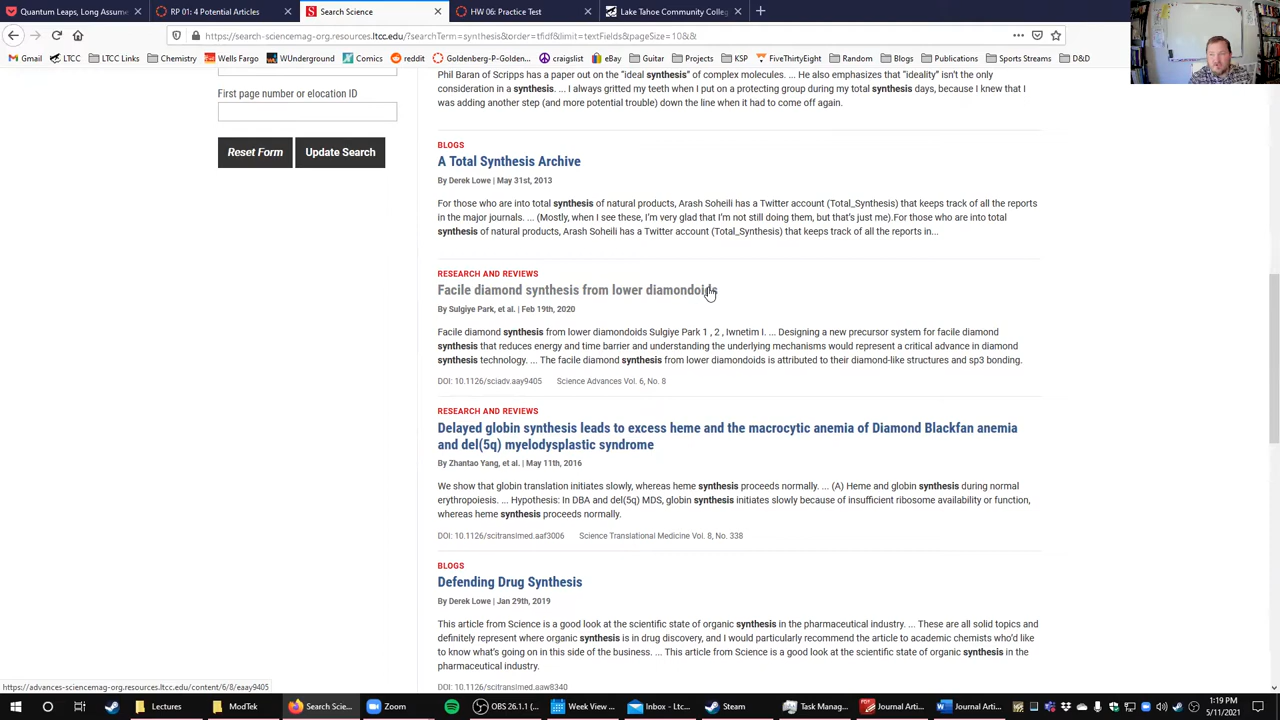 Quantum Leaps, Long Assume
RP 01: 4 Potential Articles
Search Science
HW 06: Practice Test
Lake Tahoe Community Colleg
https://search-sciencemag-org.resources.ltcc.edu/?searchTerm=synthesis&order=tfidf&limit=textFields&pageSize=10&&
Gmail
LTCC
LTCC Links
Chemistry
Wells Fargo
WUnderground
Comics
reddit
Goldenberg-P-Golden...
craigslist
eBay
Guitar
Projects
KSP
FiveThirtyEight
Random
Blogs
Publications
Sports Streams
D&D
First page number or elocation ID
Reset Form
Update Search
Phil Baran of Scripps has a paper out on the "ideal synthesis" of complex molecules. ... He also emphasizes that "ideality" isn't the only
consideration in a synthesis. ... I always gritted my teeth when I put on a protecting group during my total synthesis days, because I knew that I
was adding another step (and more potential trouble) down the line when it had to come off again.
BLOGS
A Total Synthesis Archive
By Derek Lowe | May 31st, 2013
For those who are into total synthesis of natural products, Arash Soheili has a Twitter account (Total_Synthesis) that keeps track of all the reports
in the major journals. ... (Mostly, when I see these, I'm very glad that I'm not still doing them, but that's just me).For those who are into total
synthesis of natural products, Arash Soheili has a Twitter account (Total_Synthesis) that keeps track of all the reports in...
RESEARCH AND REVIEWS
Facile diamond synthesis from lower diamondoids
By Sulgiye Park, et al. | Feb 19th, 2020
Facile diamond synthesis from lower diamondoids Sulgiye Park 1 , 2 , Iwnetim I. ... Designing a new precursor system for facile diamond
synthesis that reduces energy and time barrier and understanding the underlying mechanisms would represent a critical advance in diamond
synthesis technology. ... The facile diamond synthesis from lower diamondoids is attributed to their diamond-like structures and sp3 bonding.
DOI: 10.1126/sciadv.aay9405 Science Advances Vol. 6, No. 8
RESEARCH AND REVIEWS
Delayed globin synthesis leads to excess heme and the macrocytic anemia of Diamond Blackfan anemia
and del(5q) myelodysplastic syndrome
By Zhantao Yang, et al. | May 11th, 2016
We show that globin translation initiates slowly, whereas heme synthesis proceeds normally. ... (A) Heme and globin synthesis during normal
erythropoiesis. ... Hypothesis: In DBA and del(5q) MDS, globin synthesis initiates slowly because of insufficient ribosome availability or function,
whereas heme synthesis proceeds normally.
DOI: 10.1126/scitranslmed.aaf3006 Science Translational Medicine Vol. 8, No. 338
BLOGS
Defending Drug Synthesis
By Derek Lowe | Jan 29th, 2019
This article from Science is a good look at the scientific state of organic synthesis in the pharmaceutical industry. ... These are all solid topics and
definitely represent where organic synthesis is in drug discovery, and I would particularly recommend the article to academic chemists who'd like
to know what's going on in this side of the business. ... This article from Science is a good look at the scientific state of organic synthesis in the
pharmaceutical industry.
DOI: 10.1126/scitranslmed.aaw8340
https://advances-sciencemag-org.resources.ltcc.edu/content/6/8/eaay9405
Lectures
ModTek
Search Scie...
Zoom
OBS 26.1.1 (...
Week View ...
Inbox - Ltc...
Steam
Task Manag...
Journal Arti...
Journal Arti...
1:19 PM
5/11/2021